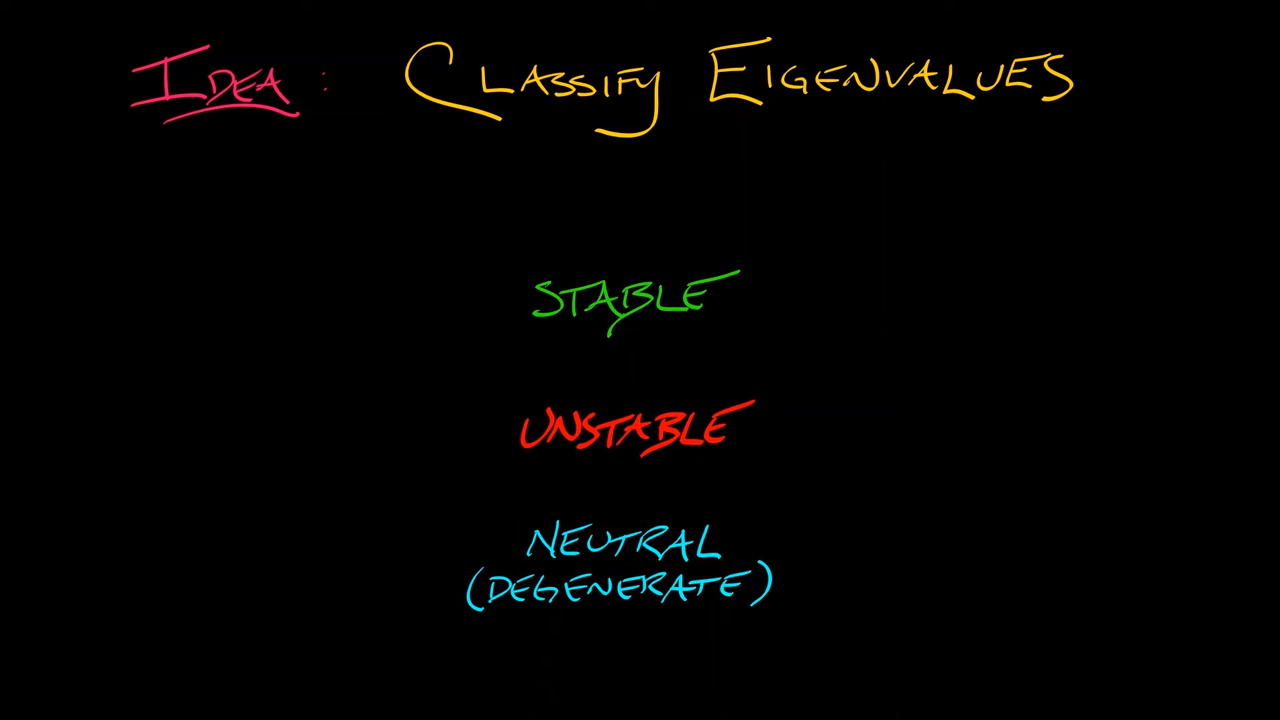 IDEA: CLASSIFY EIGENVALUES
STABLE
UNSTABLE
NEUTRAL
(DEGENERATE)